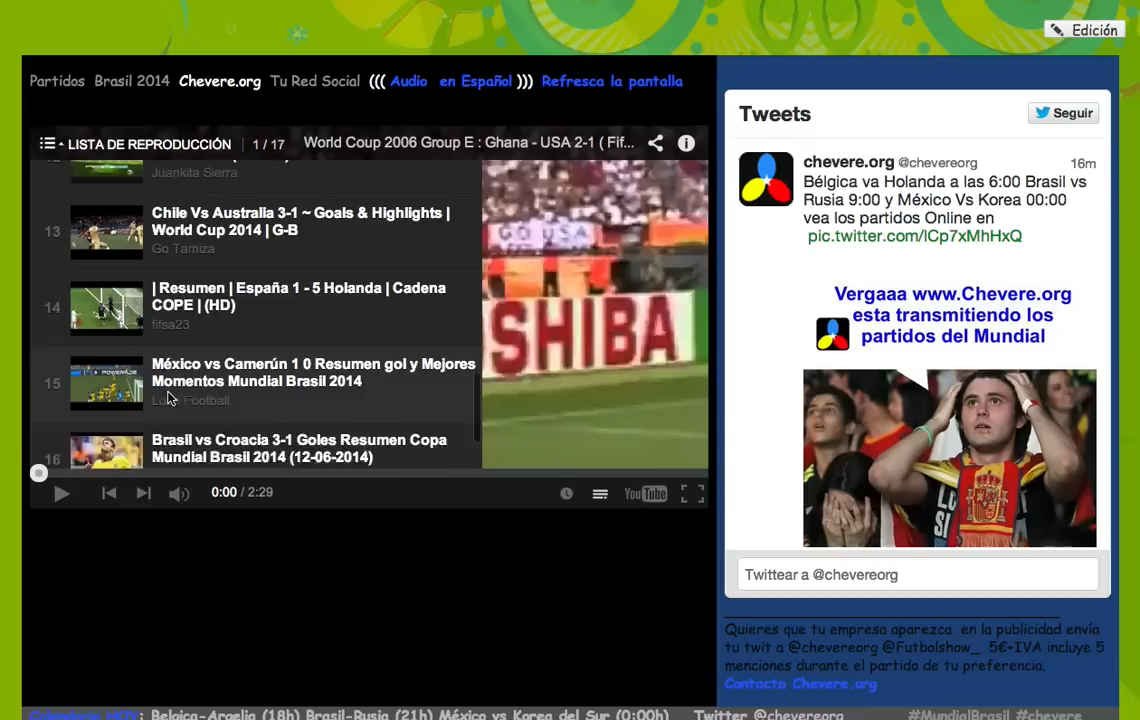 Edición
Partidos Brasil 2014 Chevere.org Tu Red Social ((( Audio en Español ))) Refresca la pantalla
LISTA DE REPRODUCCIÓN 1 / 17 World Coup 2006 Group E : Ghana - USA 2-1 ( Fif...
Juankita Sierra
13 Chile Vs Australia 3-1 ~ Goals & Highlights |
World Cup 2014 | G-B
Go Tamiza
GO USA
14 | Resumen | España 1 - 5 Holanda | Cadena
COPE | (HD)
fifsa23
SHIBA
15 México vs Camerún 1 0 Resumen gol y Mejores
Momentos Mundial Brasil 2014
Football
16 Brasil vs Croacia 3-1 Goles Resumen Copa
Mundial Brasil 2014 (12-06-2014)
0:00 / 2:29
YouTube
Tweets
Seguir
chevere.org @chevereorg 16m
Bélgica va Holanda a las 6:00 Brasil vs
Rusia 9:00 y México Vs Korea 00:00
vea los partidos Online en
pic.twitter.com/lCp7xMhHxQ
Vergaaa www.Chevere.org
esta transmitiendo los
partidos del Mundial
Twittear a @chevereorg
Quieres que tu empresa aparezca en la publicidad envía
tu twit a @chevereorg @Futbolshow_ 5€+IVA incluye 5
menciones durante el partido de tu preferencia.
Contacta Chevere.org
HOY: Belgica-Argelia (18h) Brasil-Rusia (21h) México vs Korea del Sur (0:00h) Twitter @chevereorg #MundialBrasil #chevere